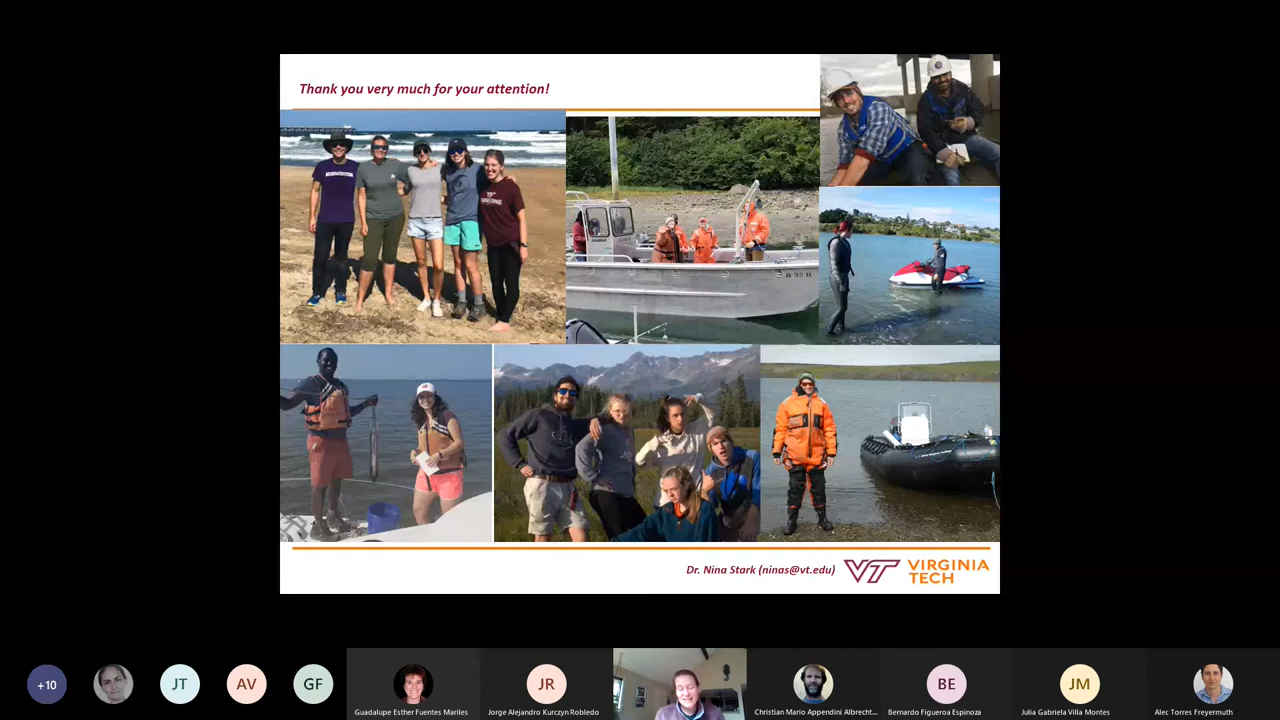 Thank you very much for your attention!
Dr. Nina Stark (ninas@vt.edu)
VT VIRGINIA
TECH
+10
JT
AV
GF
Guadalupe Esther Fuentes Mariles
JR
Jorge Alejandro Kurczyn Robledo
Christian Mario Appendini Albrecht...
BE
Bernardo Figueroa Espinoza
JM
Julia Gabriela Villa Montes
Alec Torres Freyermuth